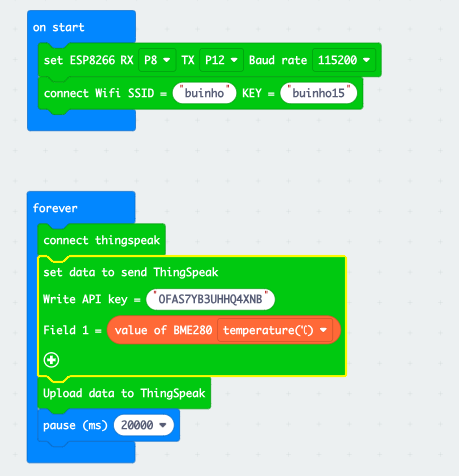 on start
set ESP8266 RX P8 TX P12 Baud rate 115200
connect Wifi SSID = "buinho" KEY = "buinho15"
forever
connect thingspeak
set data to send ThingSpeak
Write API key = "OFAS7YB3UHHQ4XNB"
Field 1 = value of BME280 temperature(℃)
Upload data to ThingSpeak
pause (ms) 20000